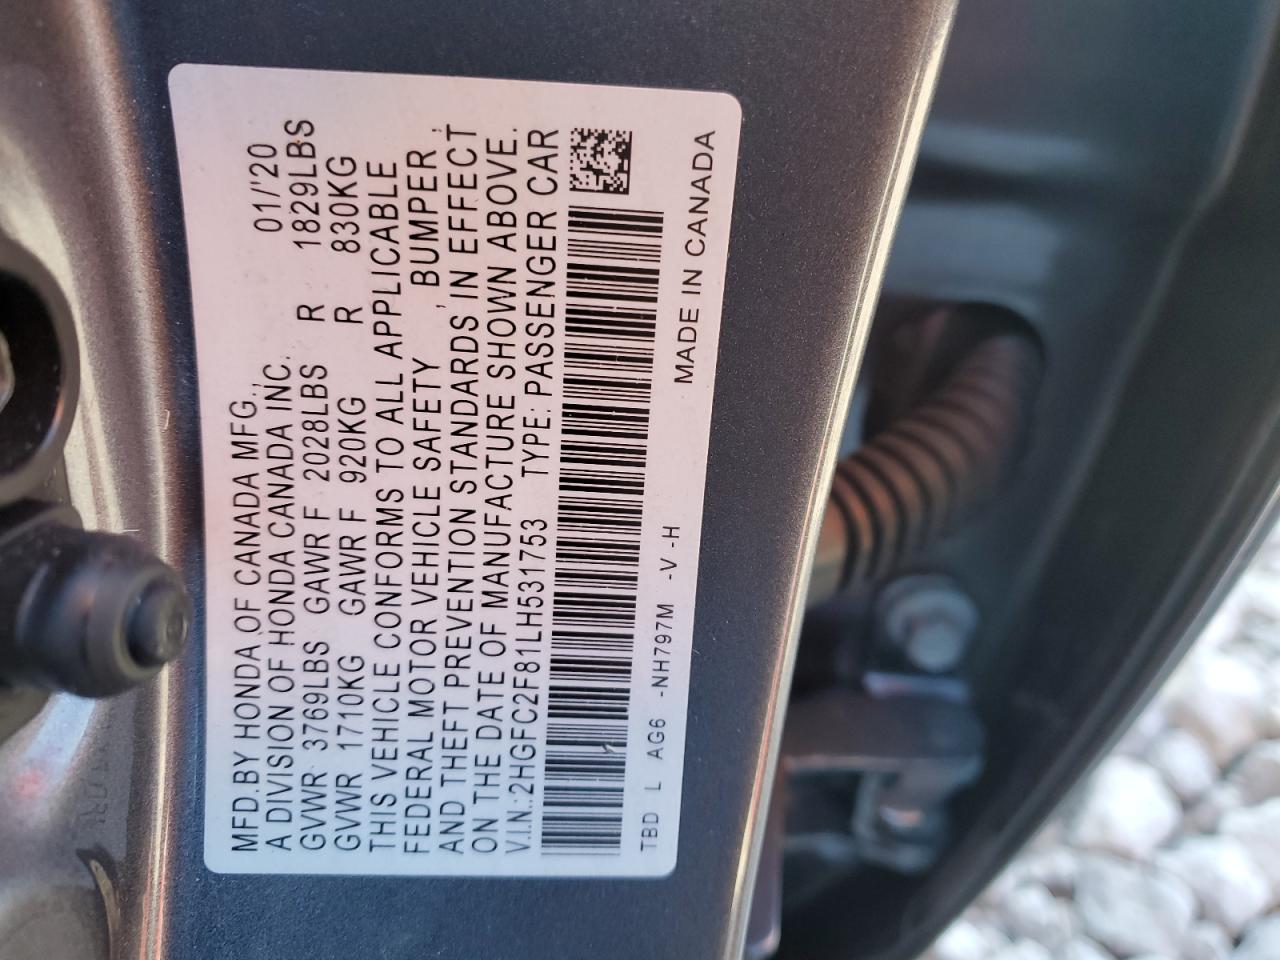 MFD.BY HONDA OF CANADA MFG., 01/'20
A DIVISION OF HONDA CANADA INC.
GVWR 3769LBS GAWR F 2028LBS R 1829LBS
GVWR 1710KG GAWR F 920KG R 830KG
THIS VEHICLE CONFORMS TO ALL APPLICABLE
FEDERAL MOTOR VEHICLE SAFETY, BUMPER,
AND THEFT PREVENTION STANDARDS IN EFFECT
ON THE DATE OF MANUFACTURE SHOWN ABOVE.
V.I.N.:2HGFC2F81LH531753 TYPE: PASSENGER CAR
TBD L AG6 -NH797M -V -H MADE IN CANADA